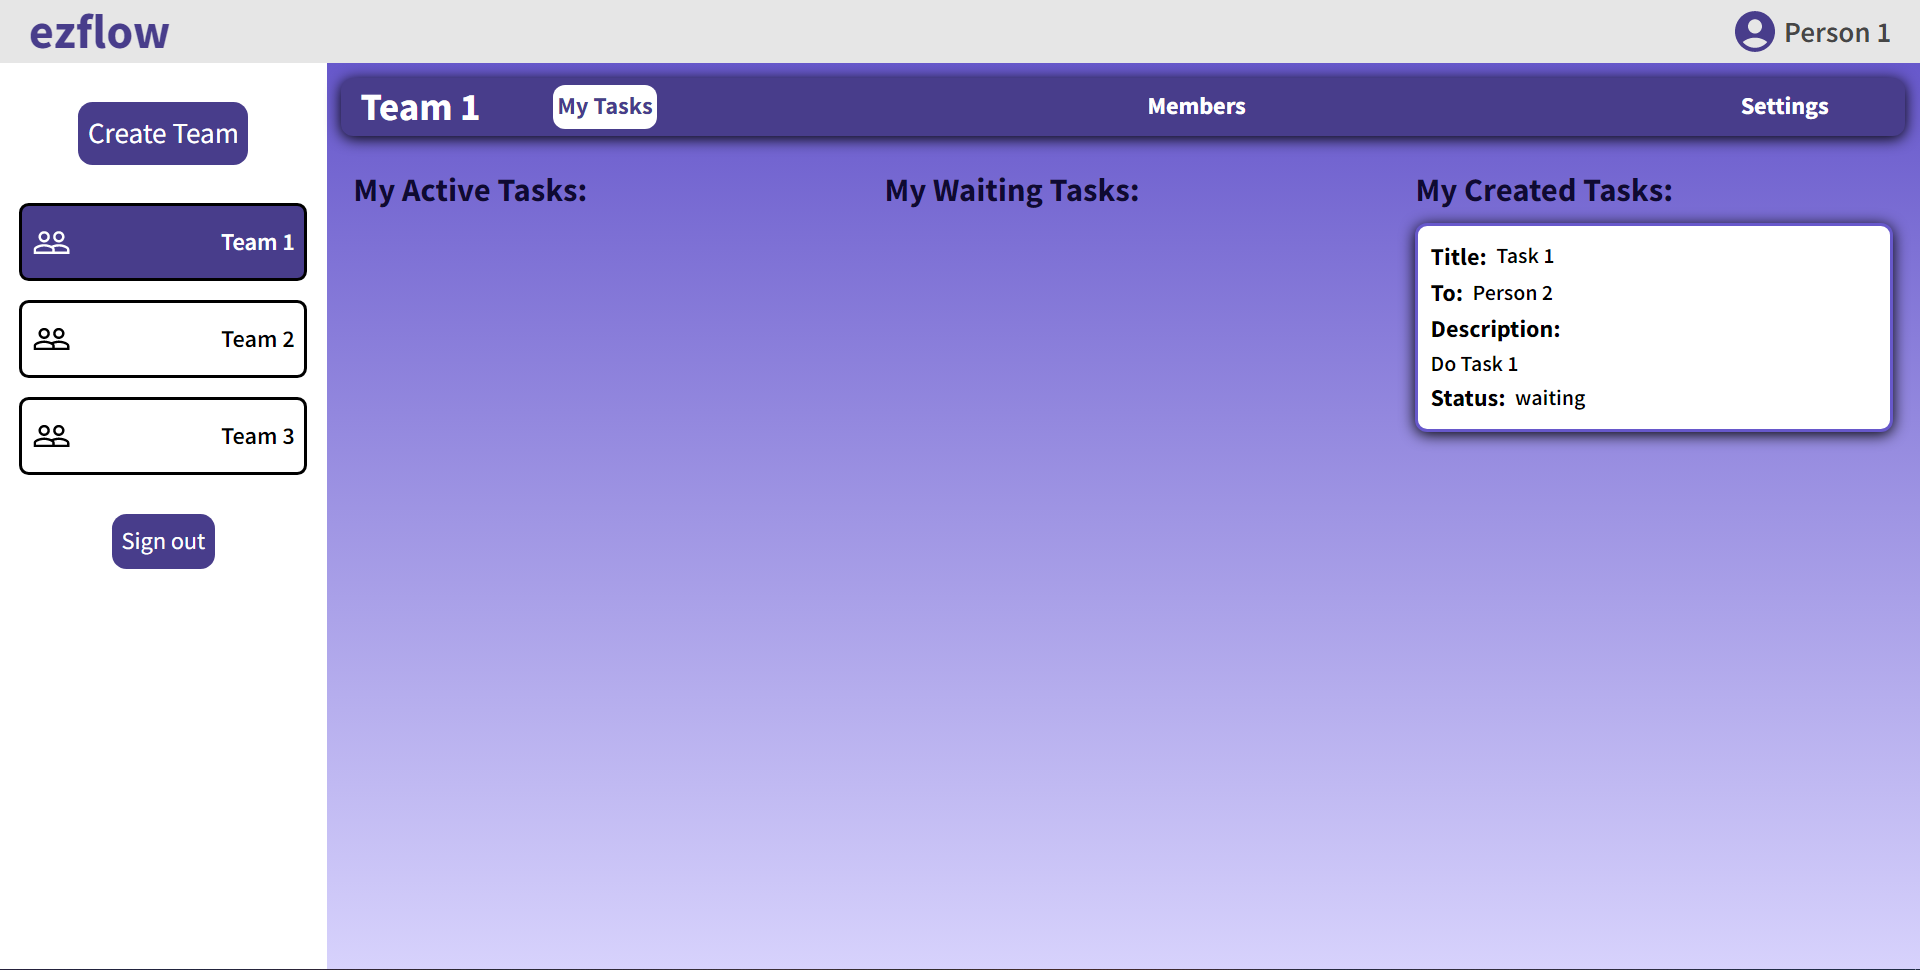 ezflow
Person 1
Create Team
Team 1
Team 2
Team 3
Sign out
Team 1 My Tasks Members Settings
My Active Tasks:
My Waiting Tasks:
My Created Tasks:
Title: Task 1
To: Person 2
Description:
Do Task 1
Status: waiting